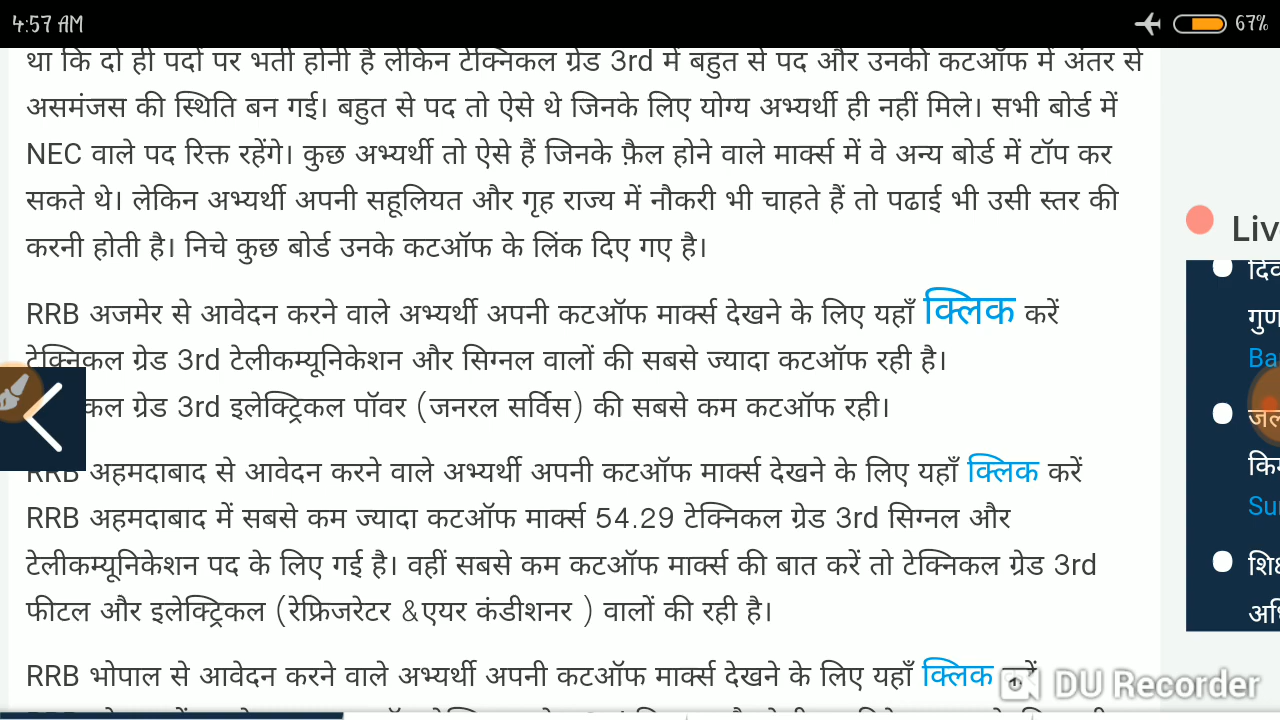 4:57 AM
67%
था कि दो ही पदों पर भर्ती होनी है लेकिन टेक्निकल ग्रेड 3rd में बहुत से पद और उनकी कटऑफ में अंतर से
असमंजस की स्थिति बन गई। बहुत से पद तो ऐसे थे जिनके लिए योग्य अभ्यर्थी ही नहीं मिले। सभी बोर्ड में
NEC वाले पद रिक्त रहेंगे। कुछ अभ्यर्थी तो ऐसे हैं जिनके फ़ैल होने वाले मार्क्स में वे अन्य बोर्ड में टॉप कर
सकते थे। लेकिन अभ्यर्थी अपनी सहूलियत और गृह राज्य में नौकरी भी चाहते हैं तो पढाई भी उसी स्तर की
करनी होती है। निचे कुछ बोर्ड उनके कटऑफ के लिंक दिए गए है।
RRB अजमेर से आवेदन करने वाले अभ्यर्थी अपनी कटऑफ मार्क्स देखने के लिए यहाँ क्लिक करें
टेक्निकल ग्रेड 3rd टेलीकम्यूनिकेशन और सिग्नल वालों की सबसे ज्यादा कटऑफ रही है।
कल ग्रेड 3rd इलेक्ट्रिकल पॉवर (जनरल सर्विस) की सबसे कम कटऑफ रही।
RRB अहमदाबाद से आवेदन करने वाले अभ्यर्थी अपनी कटऑफ मार्क्स देखने के लिए यहाँ क्लिक करें
RRB अहमदाबाद में सबसे कम ज्यादा कटऑफ मार्क्स 54.29 टेक्निकल ग्रेड 3rd सिग्नल और
टेलीकम्यूनिकेशन पद के लिए गई है। वहीं सबसे कम कटऑफ मार्क्स की बात करें तो टेक्निकल ग्रेड 3rd
फीटल और इलेक्ट्रिकल (रेफ्रिजरेटर &एयर कंडीशनर ) वालों की रही है।
RRB भोपाल से आवेदन करने वाले अभ्यर्थी अपनी कटऑफ मार्क्स देखने के लिए यहाँ क्लिक करें
Liv
गुण
Ba
जल
कि
Su
शिक्ष
अधि
DU Recorder